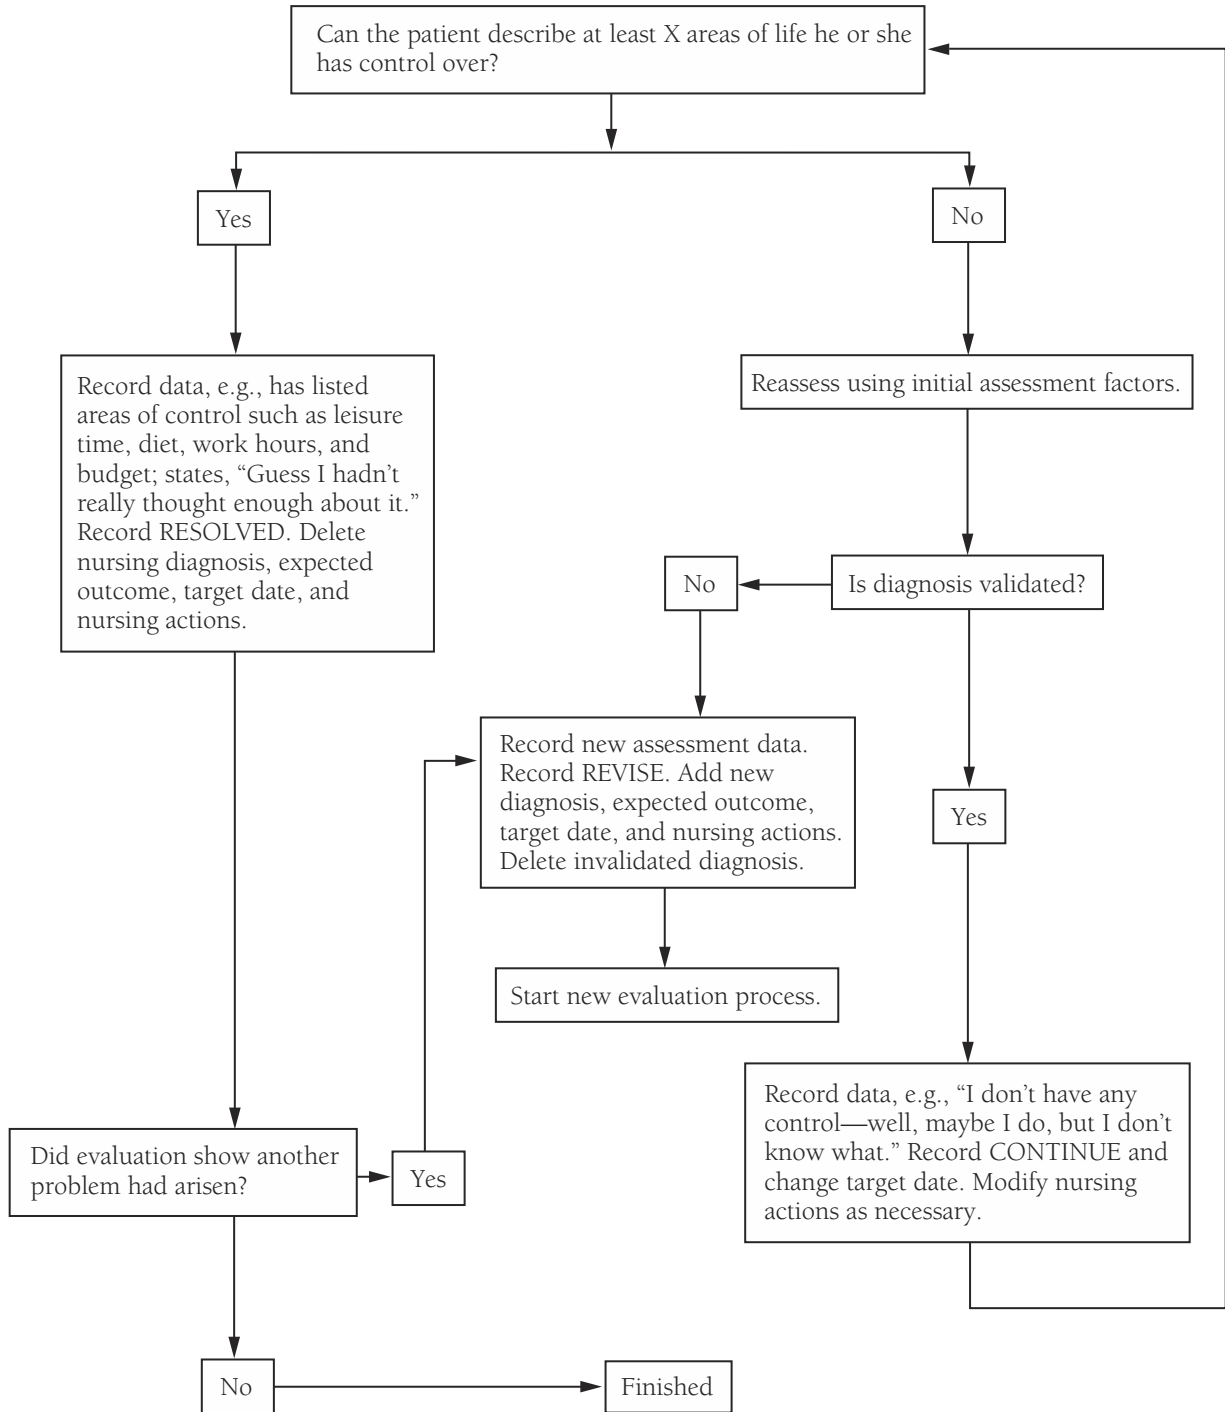 Can the patient describe at least X areas of life he or she
has control over?
Yes
No
Record data, e.g., has listed
areas of control such as leisure
time, diet, work hours, and
budget; states, “Guess I hadn’t
really thought enough about it.”
Record RESOLVED. Delete
nursing diagnosis, expected
outcome, target date, and
nursing actions.
Reassess using initial assessment factors.
No
Is diagnosis validated?
Record new assessment data.
Record REVISE. Add new
diagnosis, expected outcome,
target date, and nursing actions.
Delete invalidated diagnosis.
Yes
Start new evaluation process.
Record data, e.g., “I don’t have any
control—well, maybe I do, but I don’t
know what.” Record CONTINUE and
change target date. Modify nursing
actions as necessary.
Did evaluation show another
problem had arisen?
Yes
No
Finished